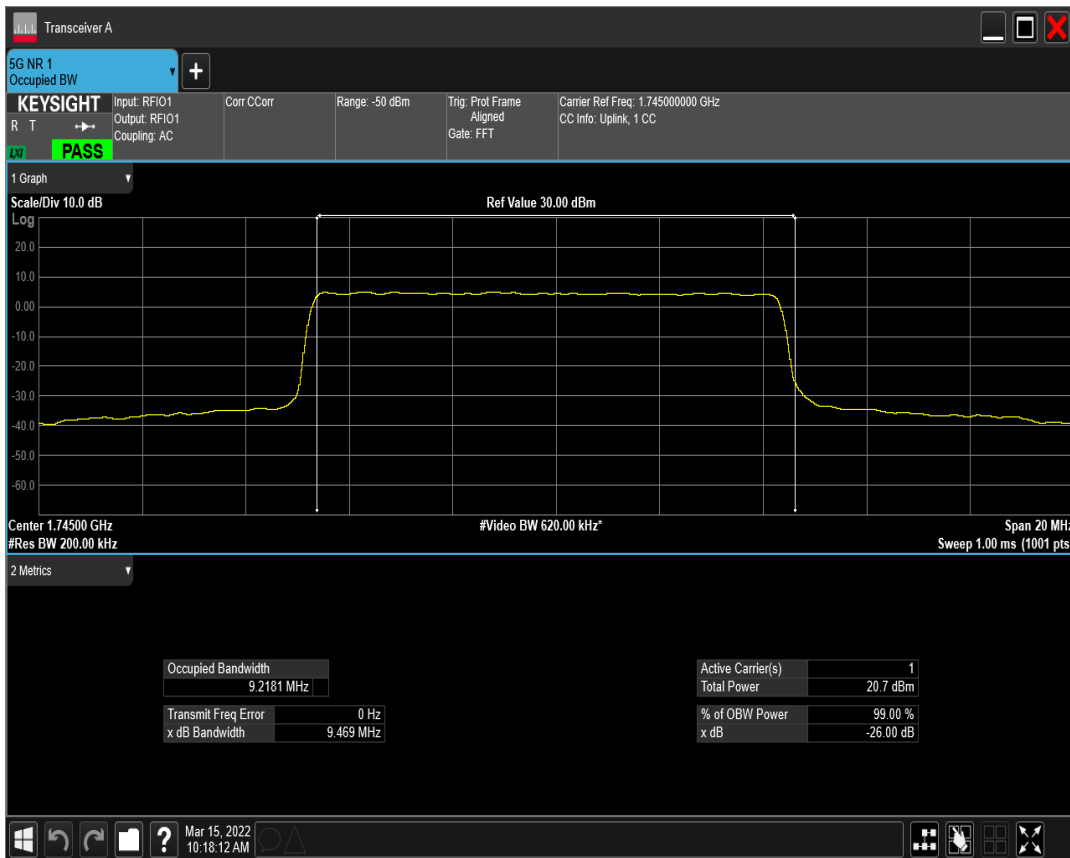 Transceiver A
5G NR 1
Occupied BW
+
KEYSIGHT
R T
LXI
PASS
Input: RFIO1
Output: RFIO1
Coupling: AC
Corr CCorr
Range: -50 dBm
Trig: Prot Frame
Aligned
Gate: FFT
Carrier Ref Freq: 1.745000000 GHz
CC Info: Uplink, 1 CC
1 Graph
Scale/Div 10.0 dB
Ref Value 30.00 dBm
Log
20.0
10.0
0.00
-10.0
-20.0
-30.0
-40.0
-50.0
-60.0
Center 1.74500 GHz
#Video BW 620.00 kHz*
Span 20 MHz
#Res BW 200.00 kHz
Sweep 1.00 ms (1001 pts
2 Metrics
Occupied Bandwidth
9.2181 MHz
Transmit Freq Error 0 Hz
x dB Bandwidth 9.469 MHz
Active Carrier(s) 1
Total Power 20.7 dBm
% of OBW Power 99.00 %
x dB -26.00 dB
?
Mar 15, 2022
10:18:12 AM